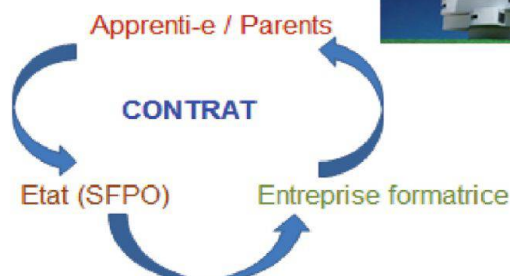 Apprenti-e / Parents
CONTRAT
Etat (SFPO)
Entreprise formatrice